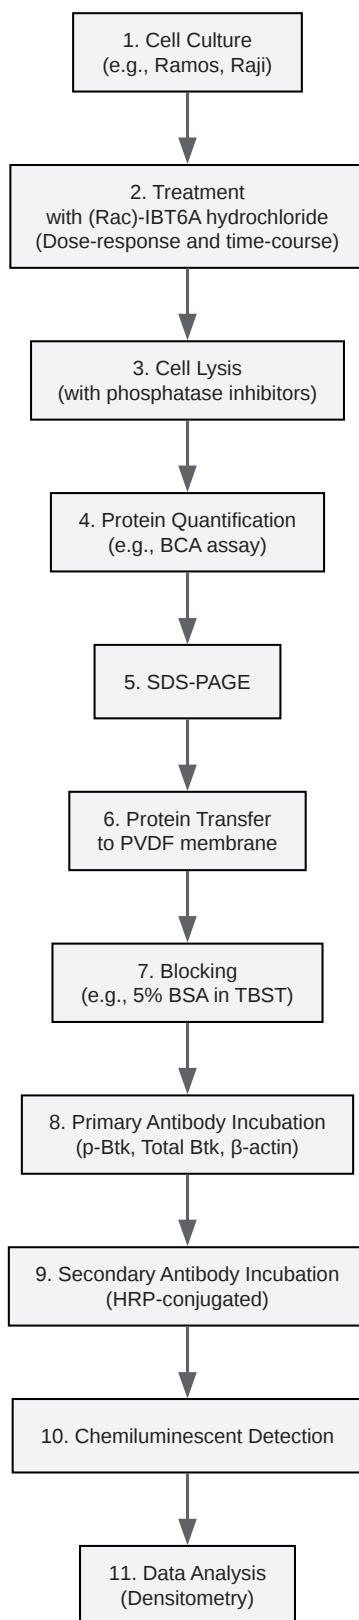 1. Cell Culture
(e.g., Ramos, Raji)
2. Treatment
with (Rac)-IBT6A hydrochloride
(Dose-response and time-course)
3. Cell Lysis
(with phosphatase inhibitors)
4. Protein Quantification
(e.g., BCA assay)
5. SDS-PAGE
6. Protein Transfer
to PVDF membrane
7. Blocking
(e.g., 5% BSA in TBST)
8. Primary Antibody Incubation
(p-Btk, Total Btk, β-actin)
9. Secondary Antibody Incubation
(HRP-conjugated)
10. Chemiluminescent Detection
11. Data Analysis
(Densitometry)